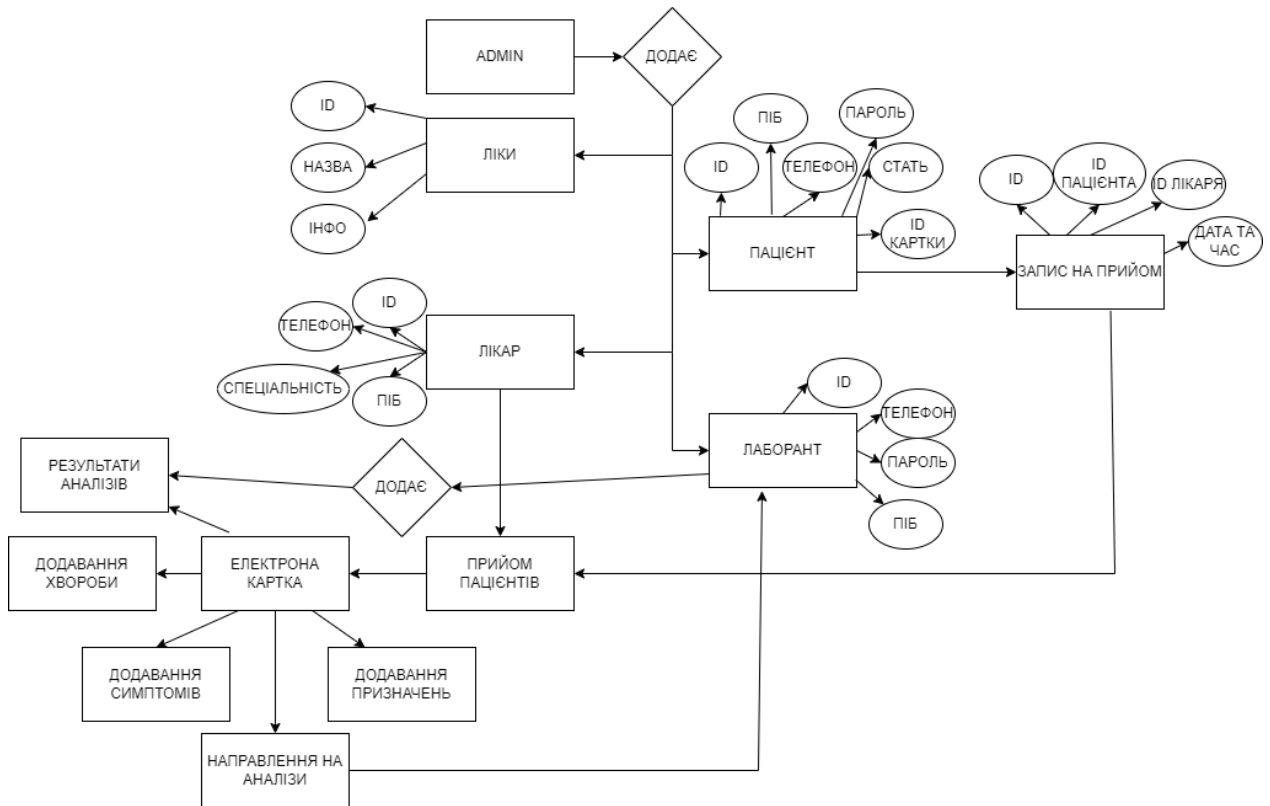 ADMIN
ДОДАЄ
ID
НАЗВА
ІНФО
ЛІКИ
ID
ПІБ
ТЕЛЕФОН
ПАРОЛЬ
СТАТЬ
ID
КАРТКИ
ПАЦІЄНТ
ID
ID
ПАЦІЄНТА
ID ЛІКАРЯ
ДАТА ТА
ЧАС
ЗАПИС НА ПРИЙОМ
ID
ТЕЛЕФОН
СПЕЦІАЛЬНІСТЬ
ПІБ
ЛІКАР
ID
ТЕЛЕФОН
ПАРОЛЬ
ПІБ
ЛАБОРАНТ
РЕЗУЛЬТАТИ
АНАЛІЗІВ
ДОДАЄ
ДОДАВАННЯ
ХВОРОБИ
ЕЛЕКТРОНА
КАРТКА
ПРИЙОМ
ПАЦІЄНТІВ
ДОДАВАННЯ
СИМПТОМІВ
ДОДАВАННЯ
ПРИЗНАЧЕНЬ
НАПРАВЛЕННЯ НА
АНАЛІЗИ